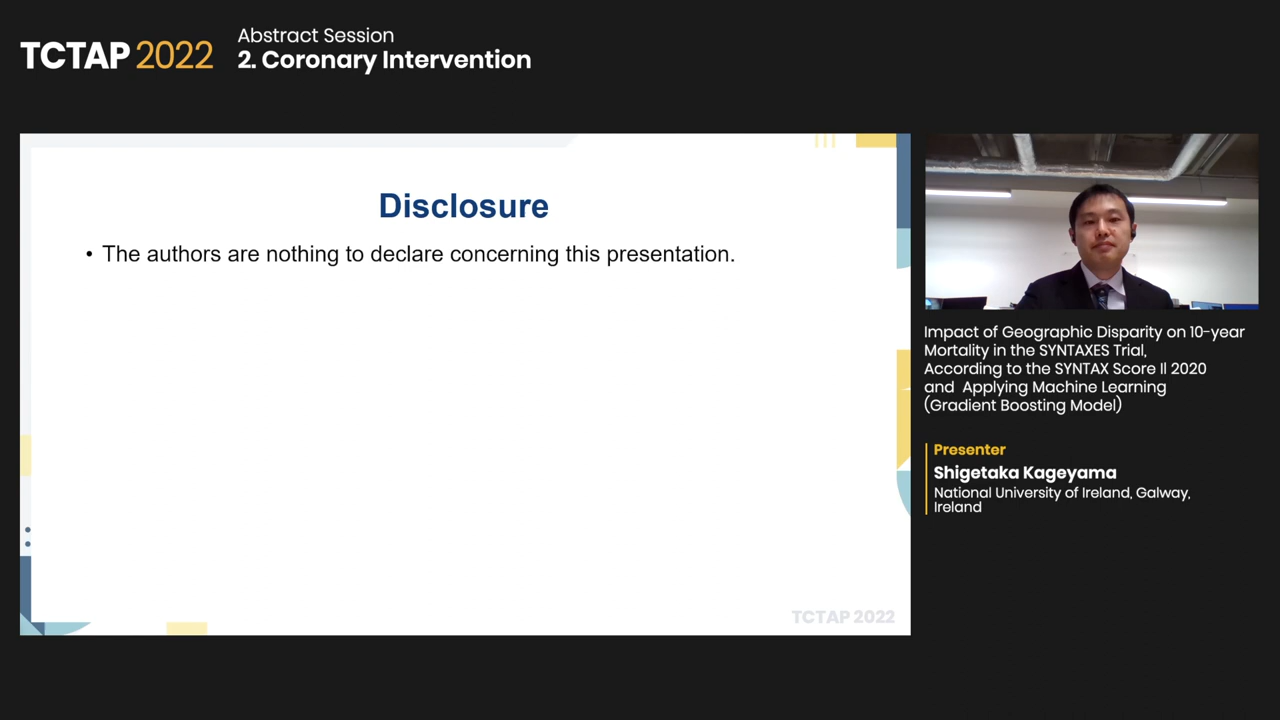 TCTAP 2022
Abstract Session
2. Coronary Intervention
Disclosure
• The authors are nothing to declare concerning this presentation.
TCTAP 2022
Impact of Geographic Disparity on 10-year
Mortality in the SYNTAXES Trial,
According to the SYNTAX Score II 2020
and Applying Machine Learning
(Gradient Boosting Model)
Presenter
Shigetaka Kageyama
National University of Ireland, Galway,
Ireland